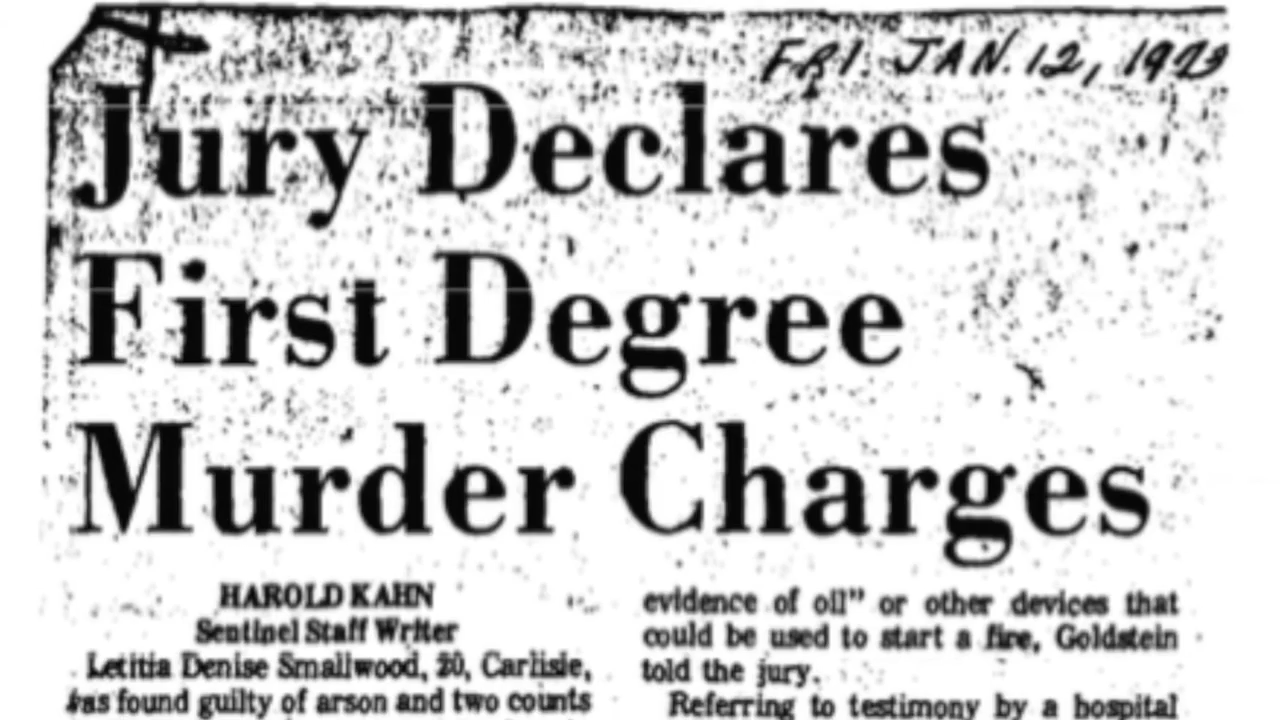 FRI. JAN. 12, 1973
Jury Declares
First Degree
Murder Charges
HAROLD KAHN
Sentinel Staff Writer
Letitia Denise Smallwood, 20, Carlisle,
was found guilty of arson and two counts
evidence of oil” or other devices that
could be used to start a fire, Goldstein
told the jury.
Referring to testimony by a hospital